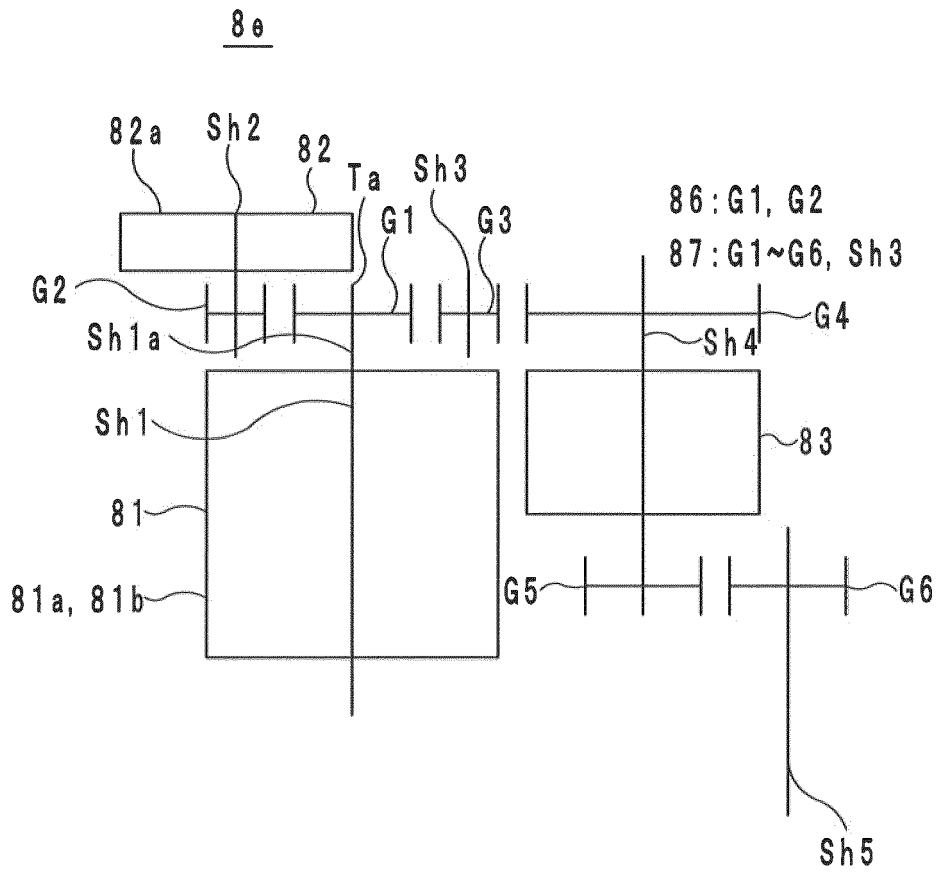 8e
82a
Sh2
82
Ta
Sh3
G1
G3
86:G1, G2
87:G1~G6, Sh3
G2
G4
Sh1a
Sh4
Sh1
83
81
81a, 81b
G5
G6
Sh5